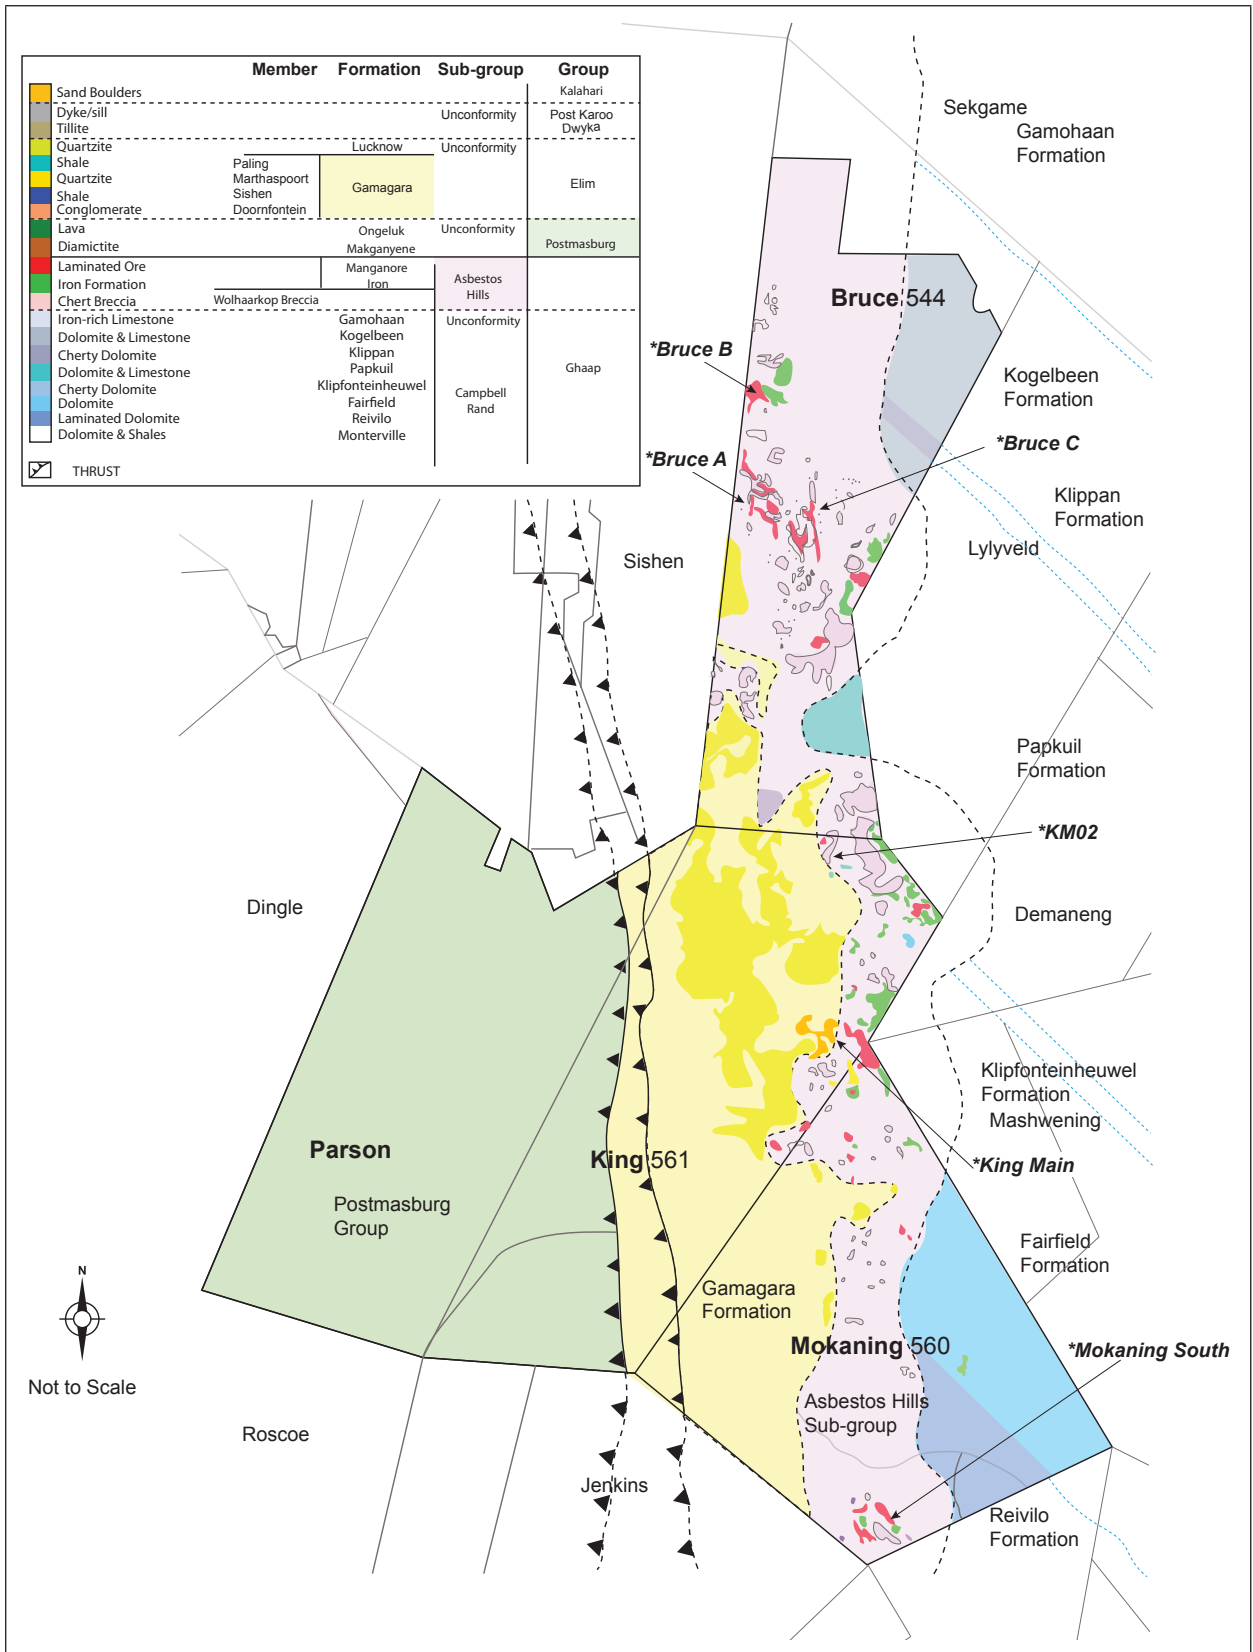 Member Formation Sub-group Group
Sand Boulders Kalahari
Dyke/sill Unconformity Post Karoo
Tillite Dwyka
Quartzite Lucknow Unconformity
Shale Paling
Quartzite Marthaspoort Gamagara Elim
Shale Sishen
Conglomerate Doornfontein
Lava Ongeluk Unconformity
Diamictite Makganyene Postmasburg
Laminated Ore Manganore
Iron Formation Iron Asbestos
Chert Breccia Wolhaarkop Breccia Hills
Iron-rich Limestone Gamohaan Unconformity
Dolomite & Limestone Kogelbeen
Cherty Dolomite Klippan
Dolomite & Limestone Papkuil Ghaap
Cherty Dolomite Klipfonteinheuwel Campbell
Dolomite Fairfield Rand
Laminated Dolomite Reivilo
Dolomite & Shales Monterville
THRUST
Sekgame
Gamohaan
Formation
Bruce 544
*Bruce B
Kogelbeen
Formation
*Bruce A
*Bruce C
Klippan
Formation
Sishen
Lylyveld
Papkuil
Formation
*KM02
Dingle
Demaneng
Klipfonteinheuwel
Formation
Mashwening
Parson
King 561
*King Main
Postmasburg
Group
Fairfield
Formation
Gamagara
Formation
N
Mokaning 560
*Mokaning South
Not to Scale
Asbestos Hills
Sub-group
Roscoe
Jenkins
Reivilo
Formation